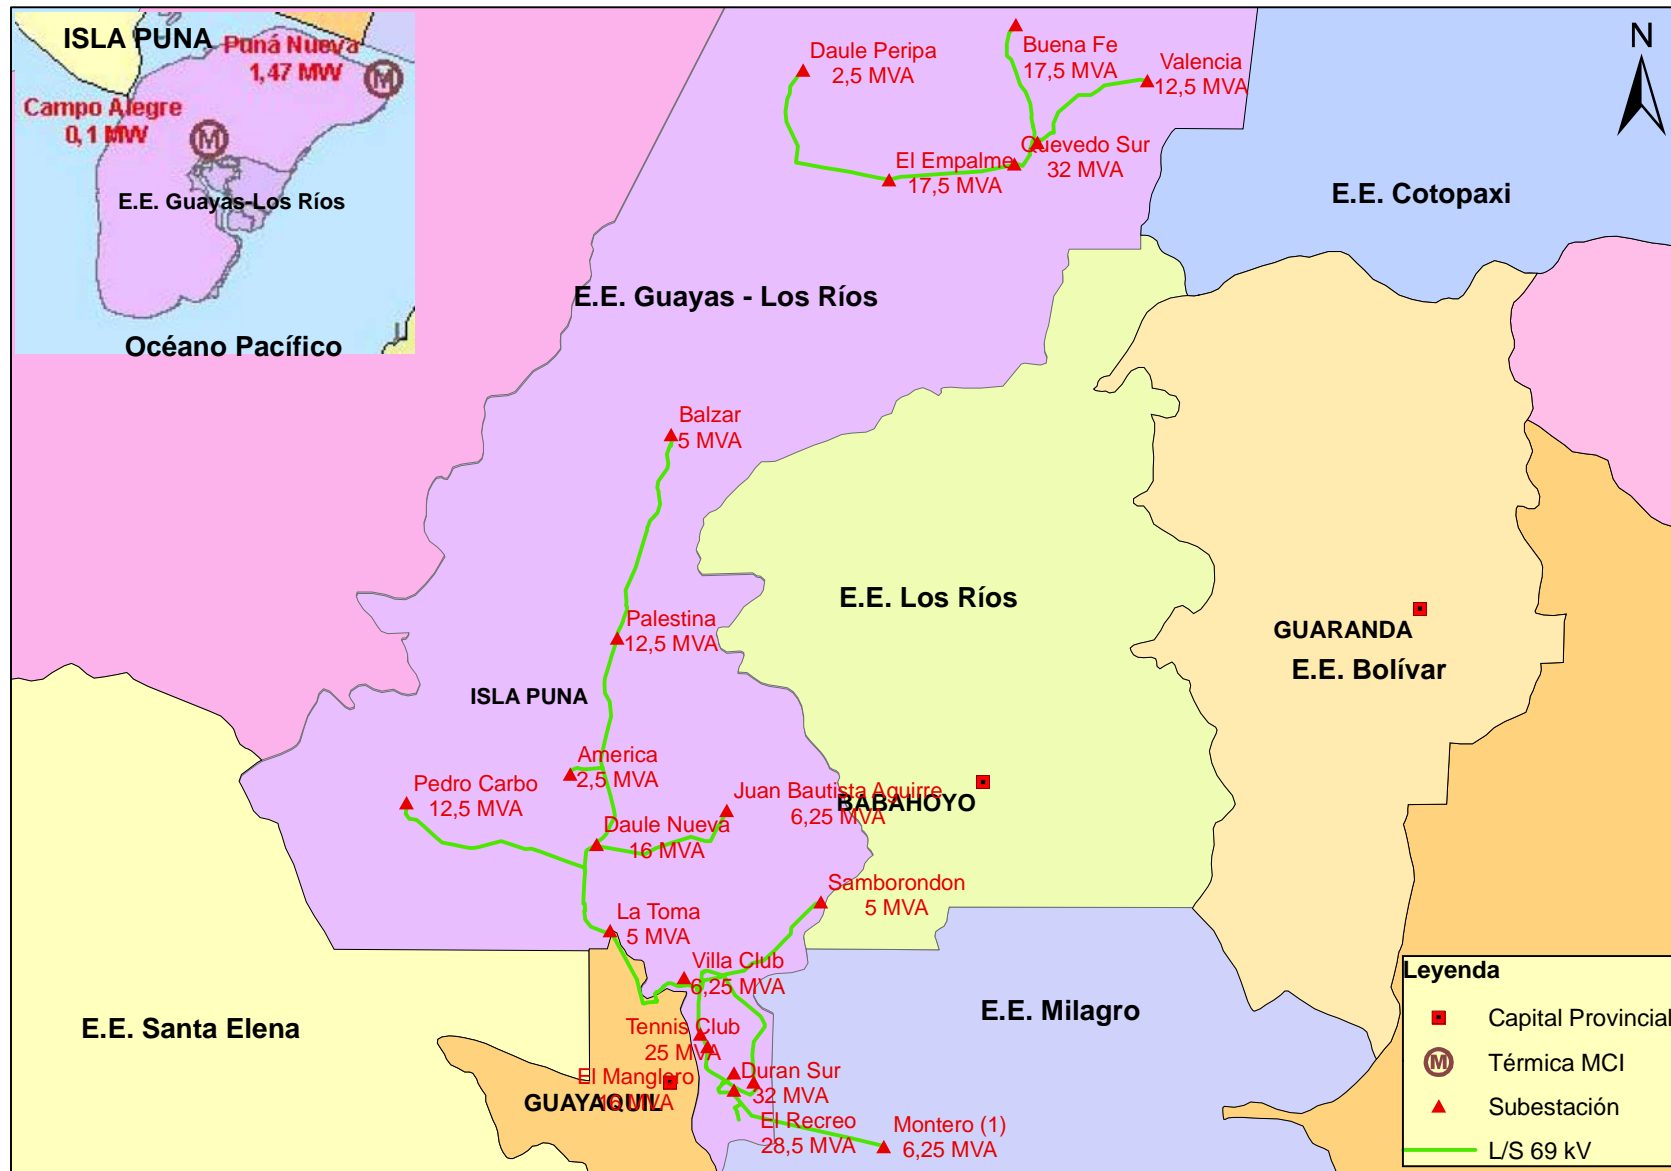 ISLA PUNA
Puná Nueva
1,47 MW
Campo Alegre
0,1 MW
E.E. Guayas-Los Ríos
Océano Pacífico
Daule Peripa
2,5 MVA
Buena Fe
17,5 MVA
Valencia
12,5 MVA
N
Quevedo Sur
32 MVA
El Empalme
17,5 MVA
E.E. Cotopaxi
E.E. Guayas - Los Ríos
Balzar
5 MVA
E.E. Los Ríos
Palestina
12,5 MVA
GUARANDA
E.E. Bolívar
ISLA PUNA
America
2,5 MVA
Pedro Carbo
12,5 MVA
Juan Bautista Aguirre
6,25 MVA
BABAHOYO
Daule Nueva
16 MVA
Samborondon
5 MVA
La Toma
5 MVA
Villa Club
6,25 MVA
E.E. Santa Elena
E.E. Milagro
Tennis Club
25 MVA
El Manglero
16 MVA
GUAYAQUIL
Duran Sur
32 MVA
El Recreo
28,5 MVA
Montero (1)
6,25 MVA
Leyenda
Capital Provincial
M Térmica MCI
Subestación
L/S 69 kV